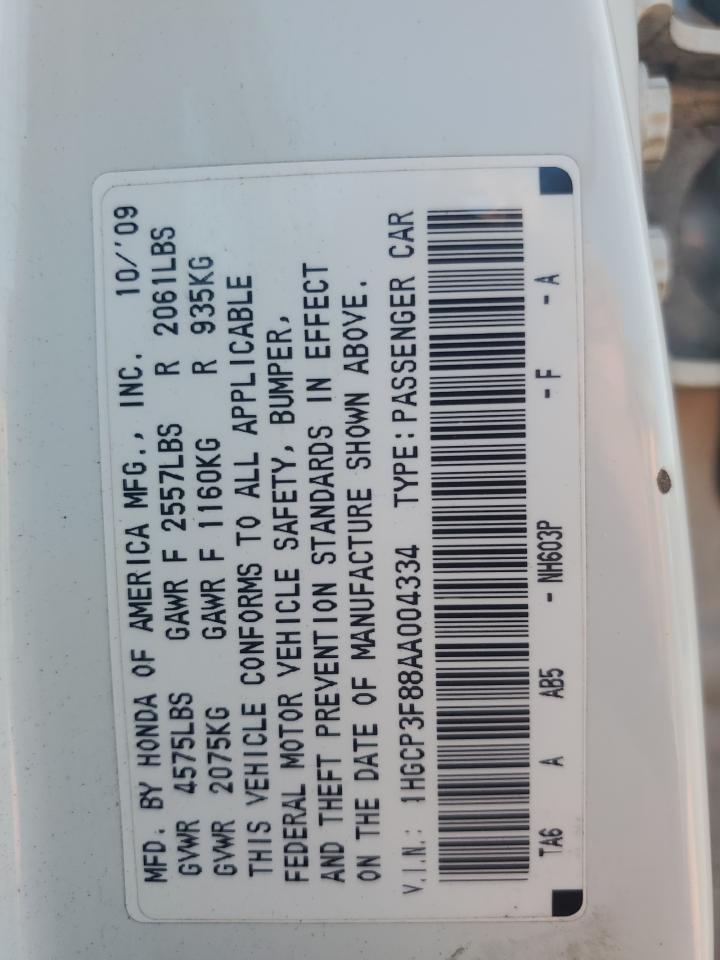 MFD. BY HONDA OF AMERICA MFG., INC. 10/'09
GVWR 4575LBS GAWR F 2557LBS R 2061LBS
GVWR 2075KG GAWR F 1160KG R 935KG
THIS VEHICLE CONFORMS TO ALL APPLICABLE
FEDERAL MOTOR VEHICLE SAFETY, BUMPER,
AND THEFT PREVENTION STANDARDS IN EFFECT
ON THE DATE OF MANUFACTURE SHOWN ABOVE.
V.I.N.: 1HGCP3F88AA004334 TYPE:PASSENGER CAR
TA6 A AB5 - NH603P - F - A